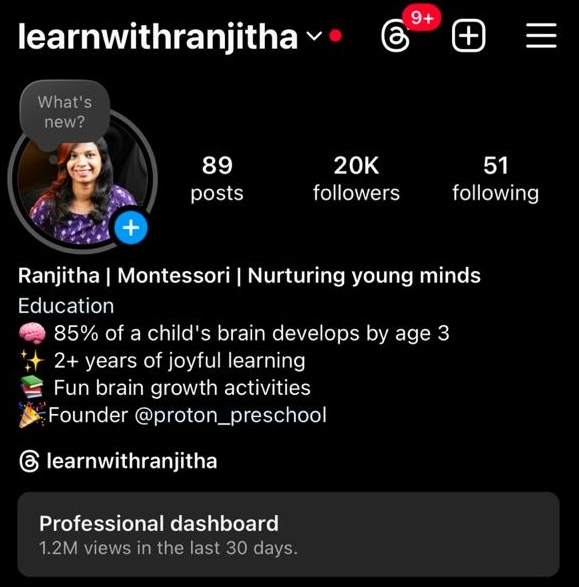 learnwithranjitha
9+
What's
new?
89
posts
20K
followers
51
following
Ranjitha | Montessori | Nurturing young minds
Education
🧠 85% of a child's brain develops by age 3
✨ 2+ years of joyful learning
📚 Fun brain growth activities
🎉Founder @proton_preschool
learnwithranjitha
Professional dashboard
1.2M views in the last 30 days.